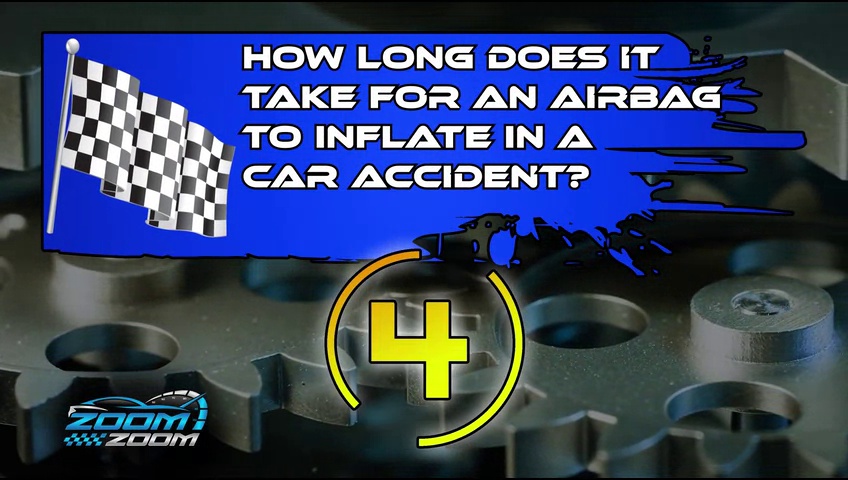 HOW LONG DOES IT
TAKE FOR AN AIRBAG
TO INFLATE IN A
CAR ACCIDENT?
4
ZOOM
ZOOM